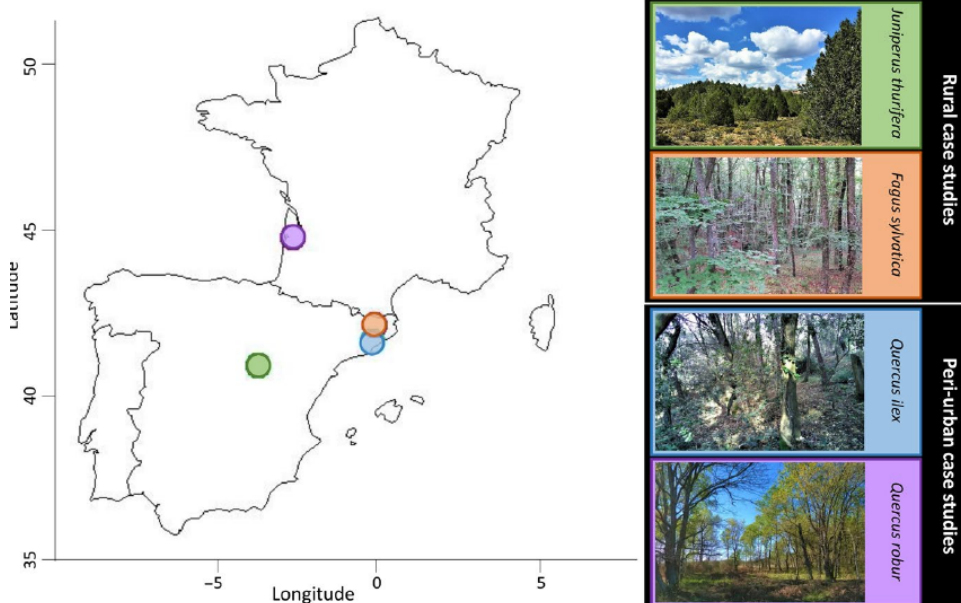 50
45
40
35
Latitude
-5
0
5
Longitude
Rural case studies
Juniperus thurifera
Fagus sylvatica
Peri-urban case studies
Quercus ilex
Quercus robur